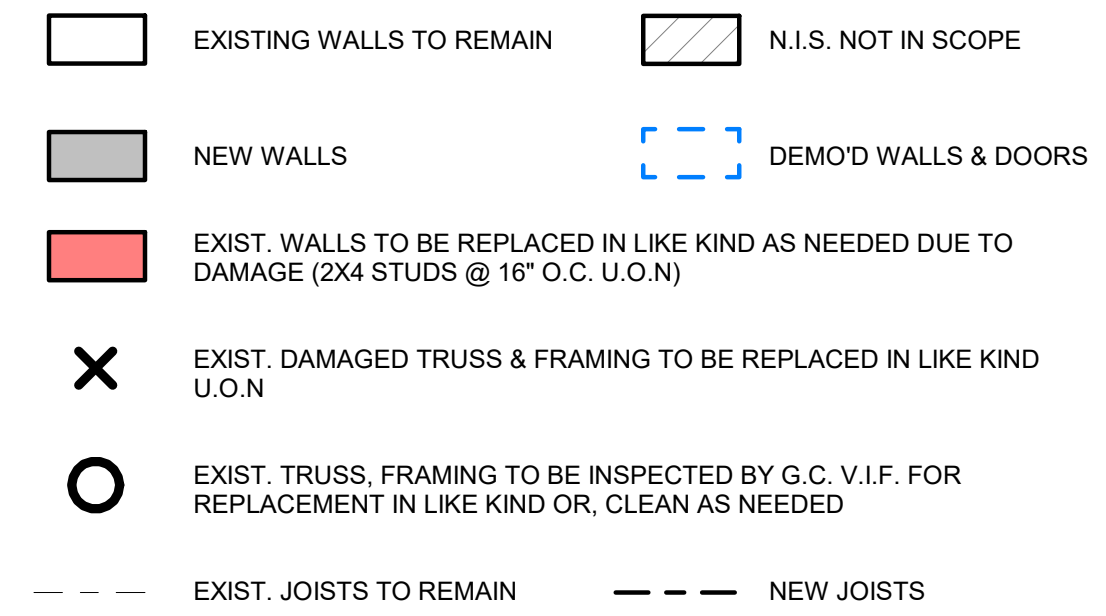 EXISTING WALLS TO REMAIN
N.I.S. NOT IN SCOPE
NEW WALLS
DEMO'D WALLS & DOORS
EXIST. WALLS TO BE REPLACED IN LIKE KIND AS NEEDED DUE TO
DAMAGE (2X4 STUDS @ 16" O.C. U.O.N)
EXIST. DAMAGED TRUSS & FRAMING TO BE REPLACED IN LIKE KIND
U.O.N
EXIST. TRUSS, FRAMING TO BE INSPECTED BY G.C. V.I.F. FOR
REPLACEMENT IN LIKE KIND OR, CLEAN AS NEEDED
EXIST. JOISTS TO REMAIN
NEW JOISTS